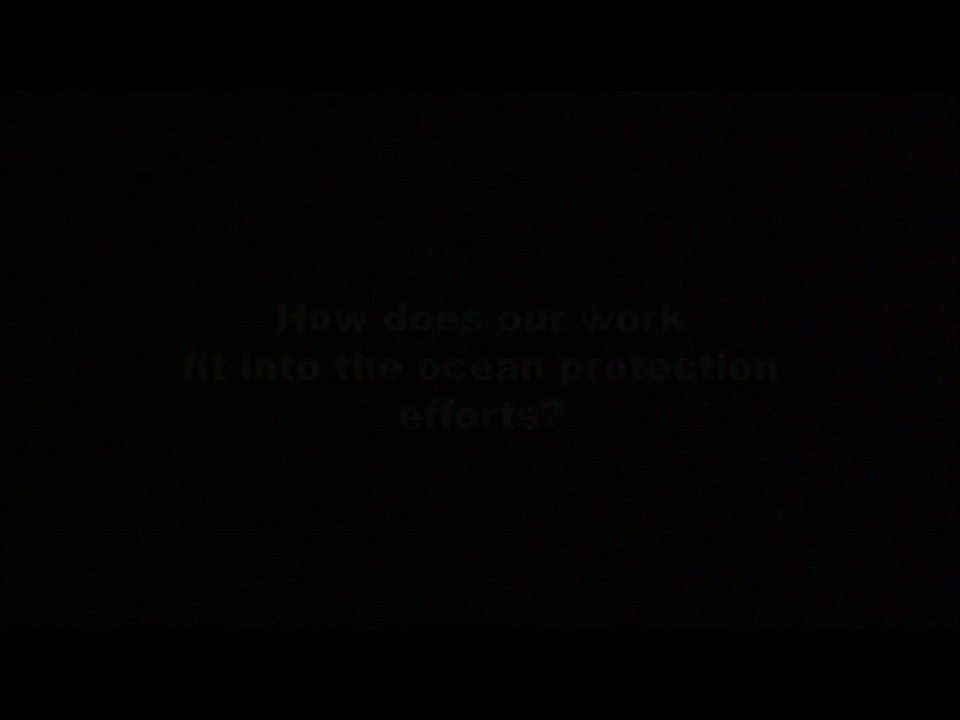 How does our work
fit into the ocean protection
efforts?